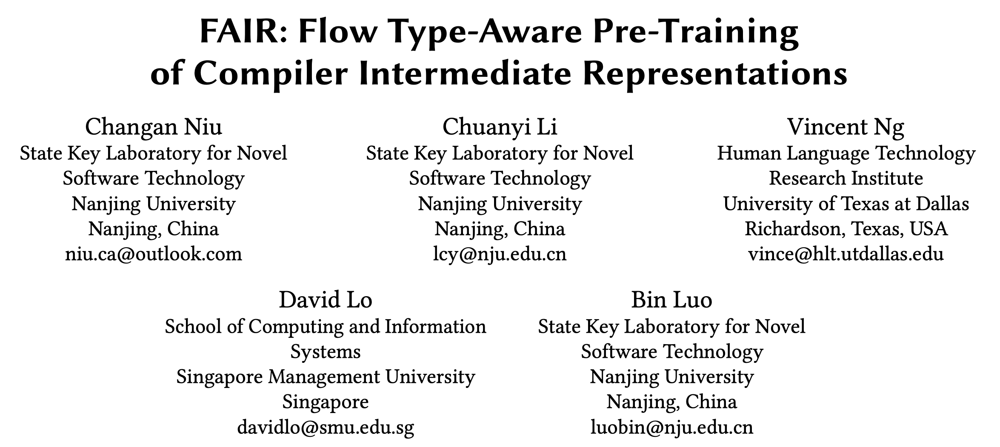 FAIR: Flow Type-Aware Pre-Training
of Compiler Intermediate Representations
Changan Niu
State Key Laboratory for Novel
Software Technology
Nanjing University
Nanjing, China
niu.ca@outlook.com
Chuanyi Li
State Key Laboratory for Novel
Software Technology
Nanjing University
Nanjing, China
lcy@nju.edu.cn
Vincent Ng
Human Language Technology
Research Institute
University of Texas at Dallas
Richardson, Texas, USA
vince@hlt.utdallas.edu
David Lo
School of Computing and Information
Systems
Singapore Management University
Singapore
davidlo@smu.edu.sg
Bin Luo
State Key Laboratory for Novel
Software Technology
Nanjing University
Nanjing, China
luobin@nju.edu.cn